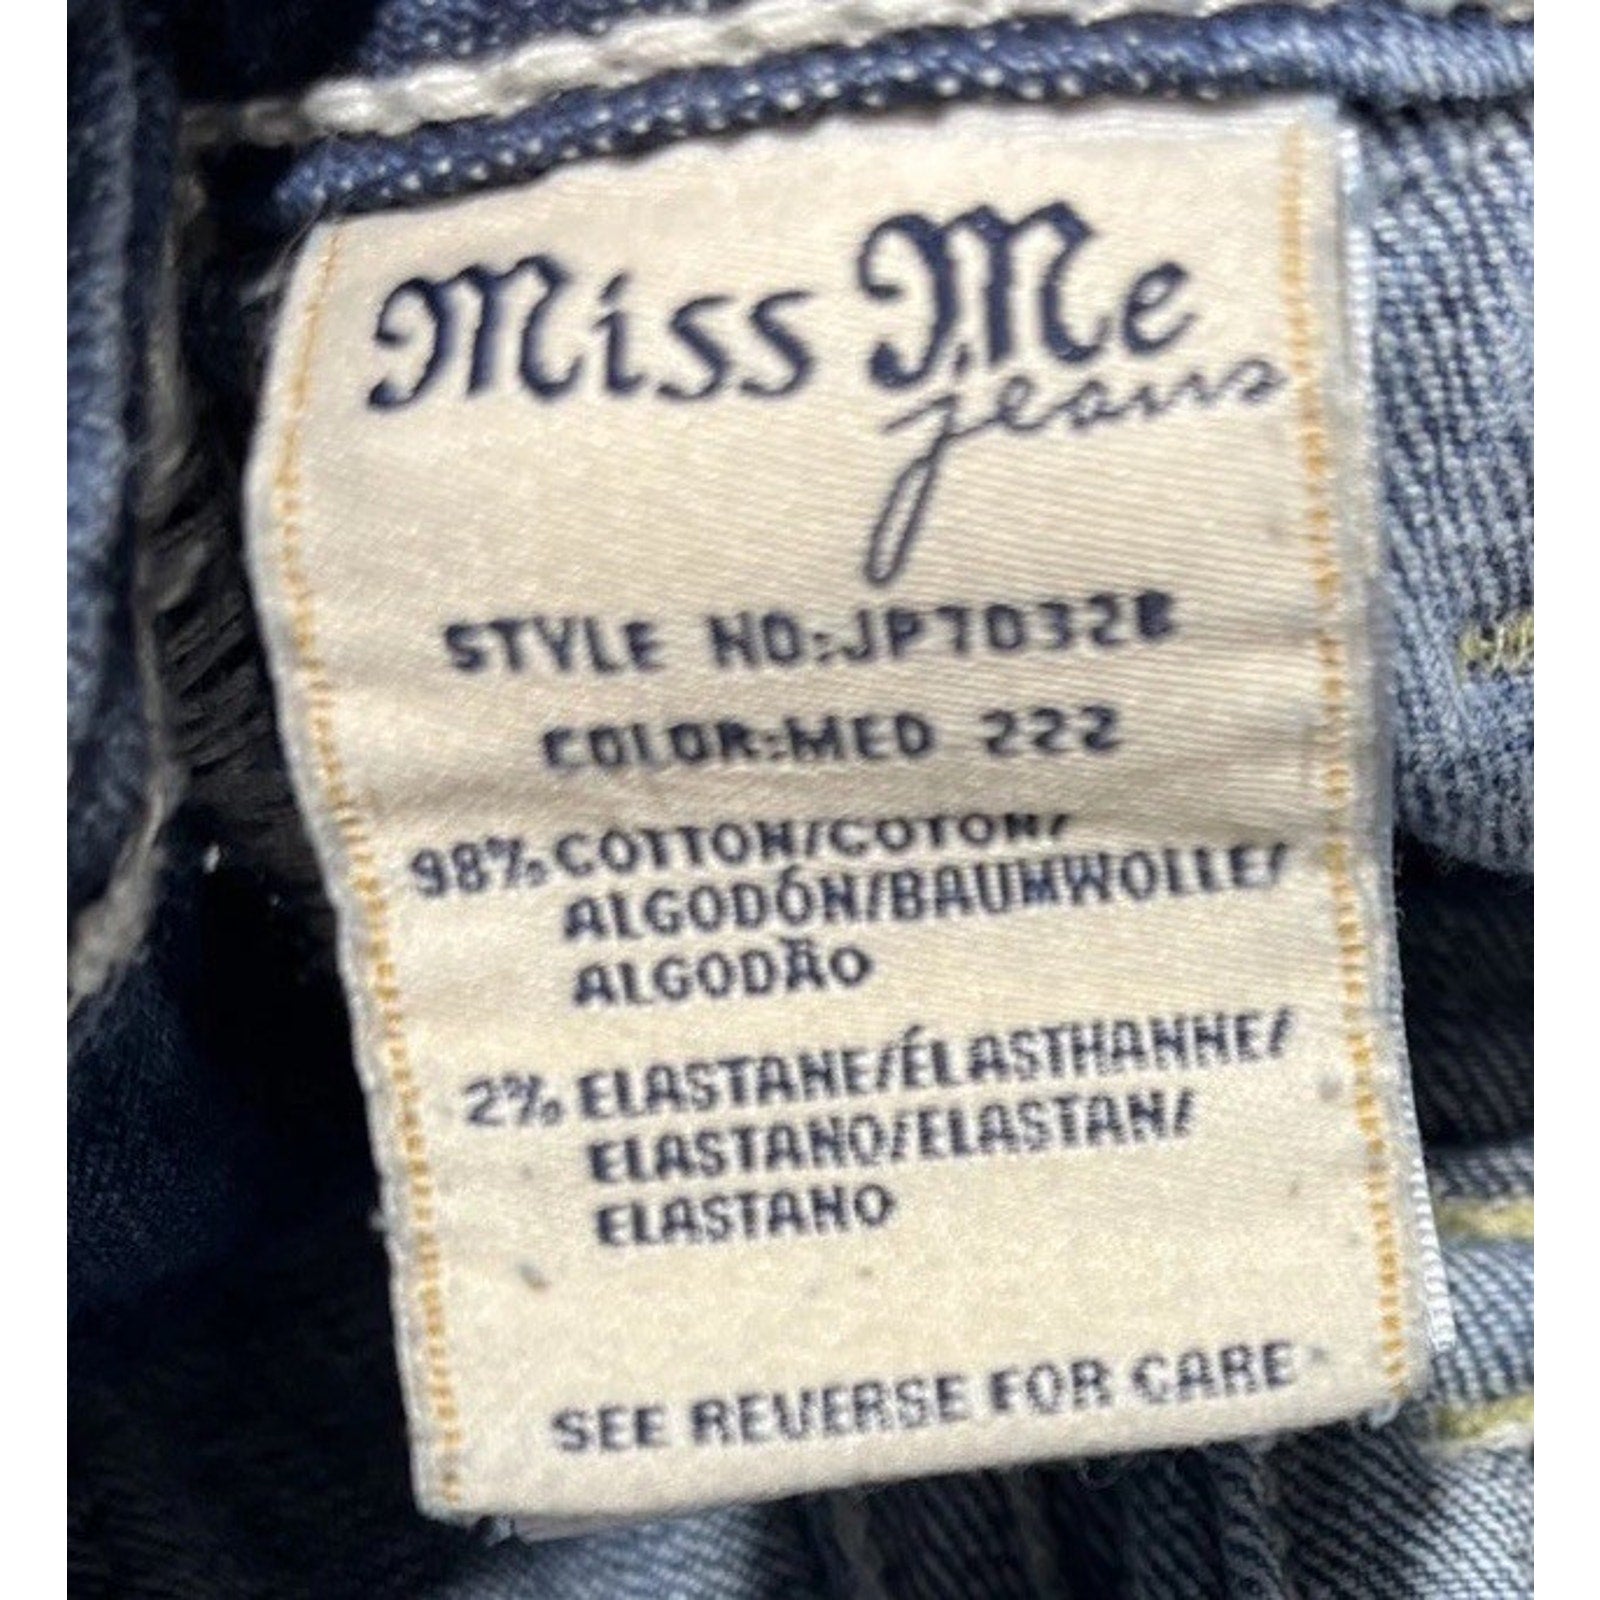 Miss Me
jeans
STYLE NO:JP7032B
COLOR:MED 222
98% COTTON/COTON/
ALGODÓN/BAUMWOLLE/
ALGODÃO
2% ELASTANE/ÉLASTHANNE/
ELASTANO/ELASTAN/
ELASTANO
SEE REVERSE FOR CARE